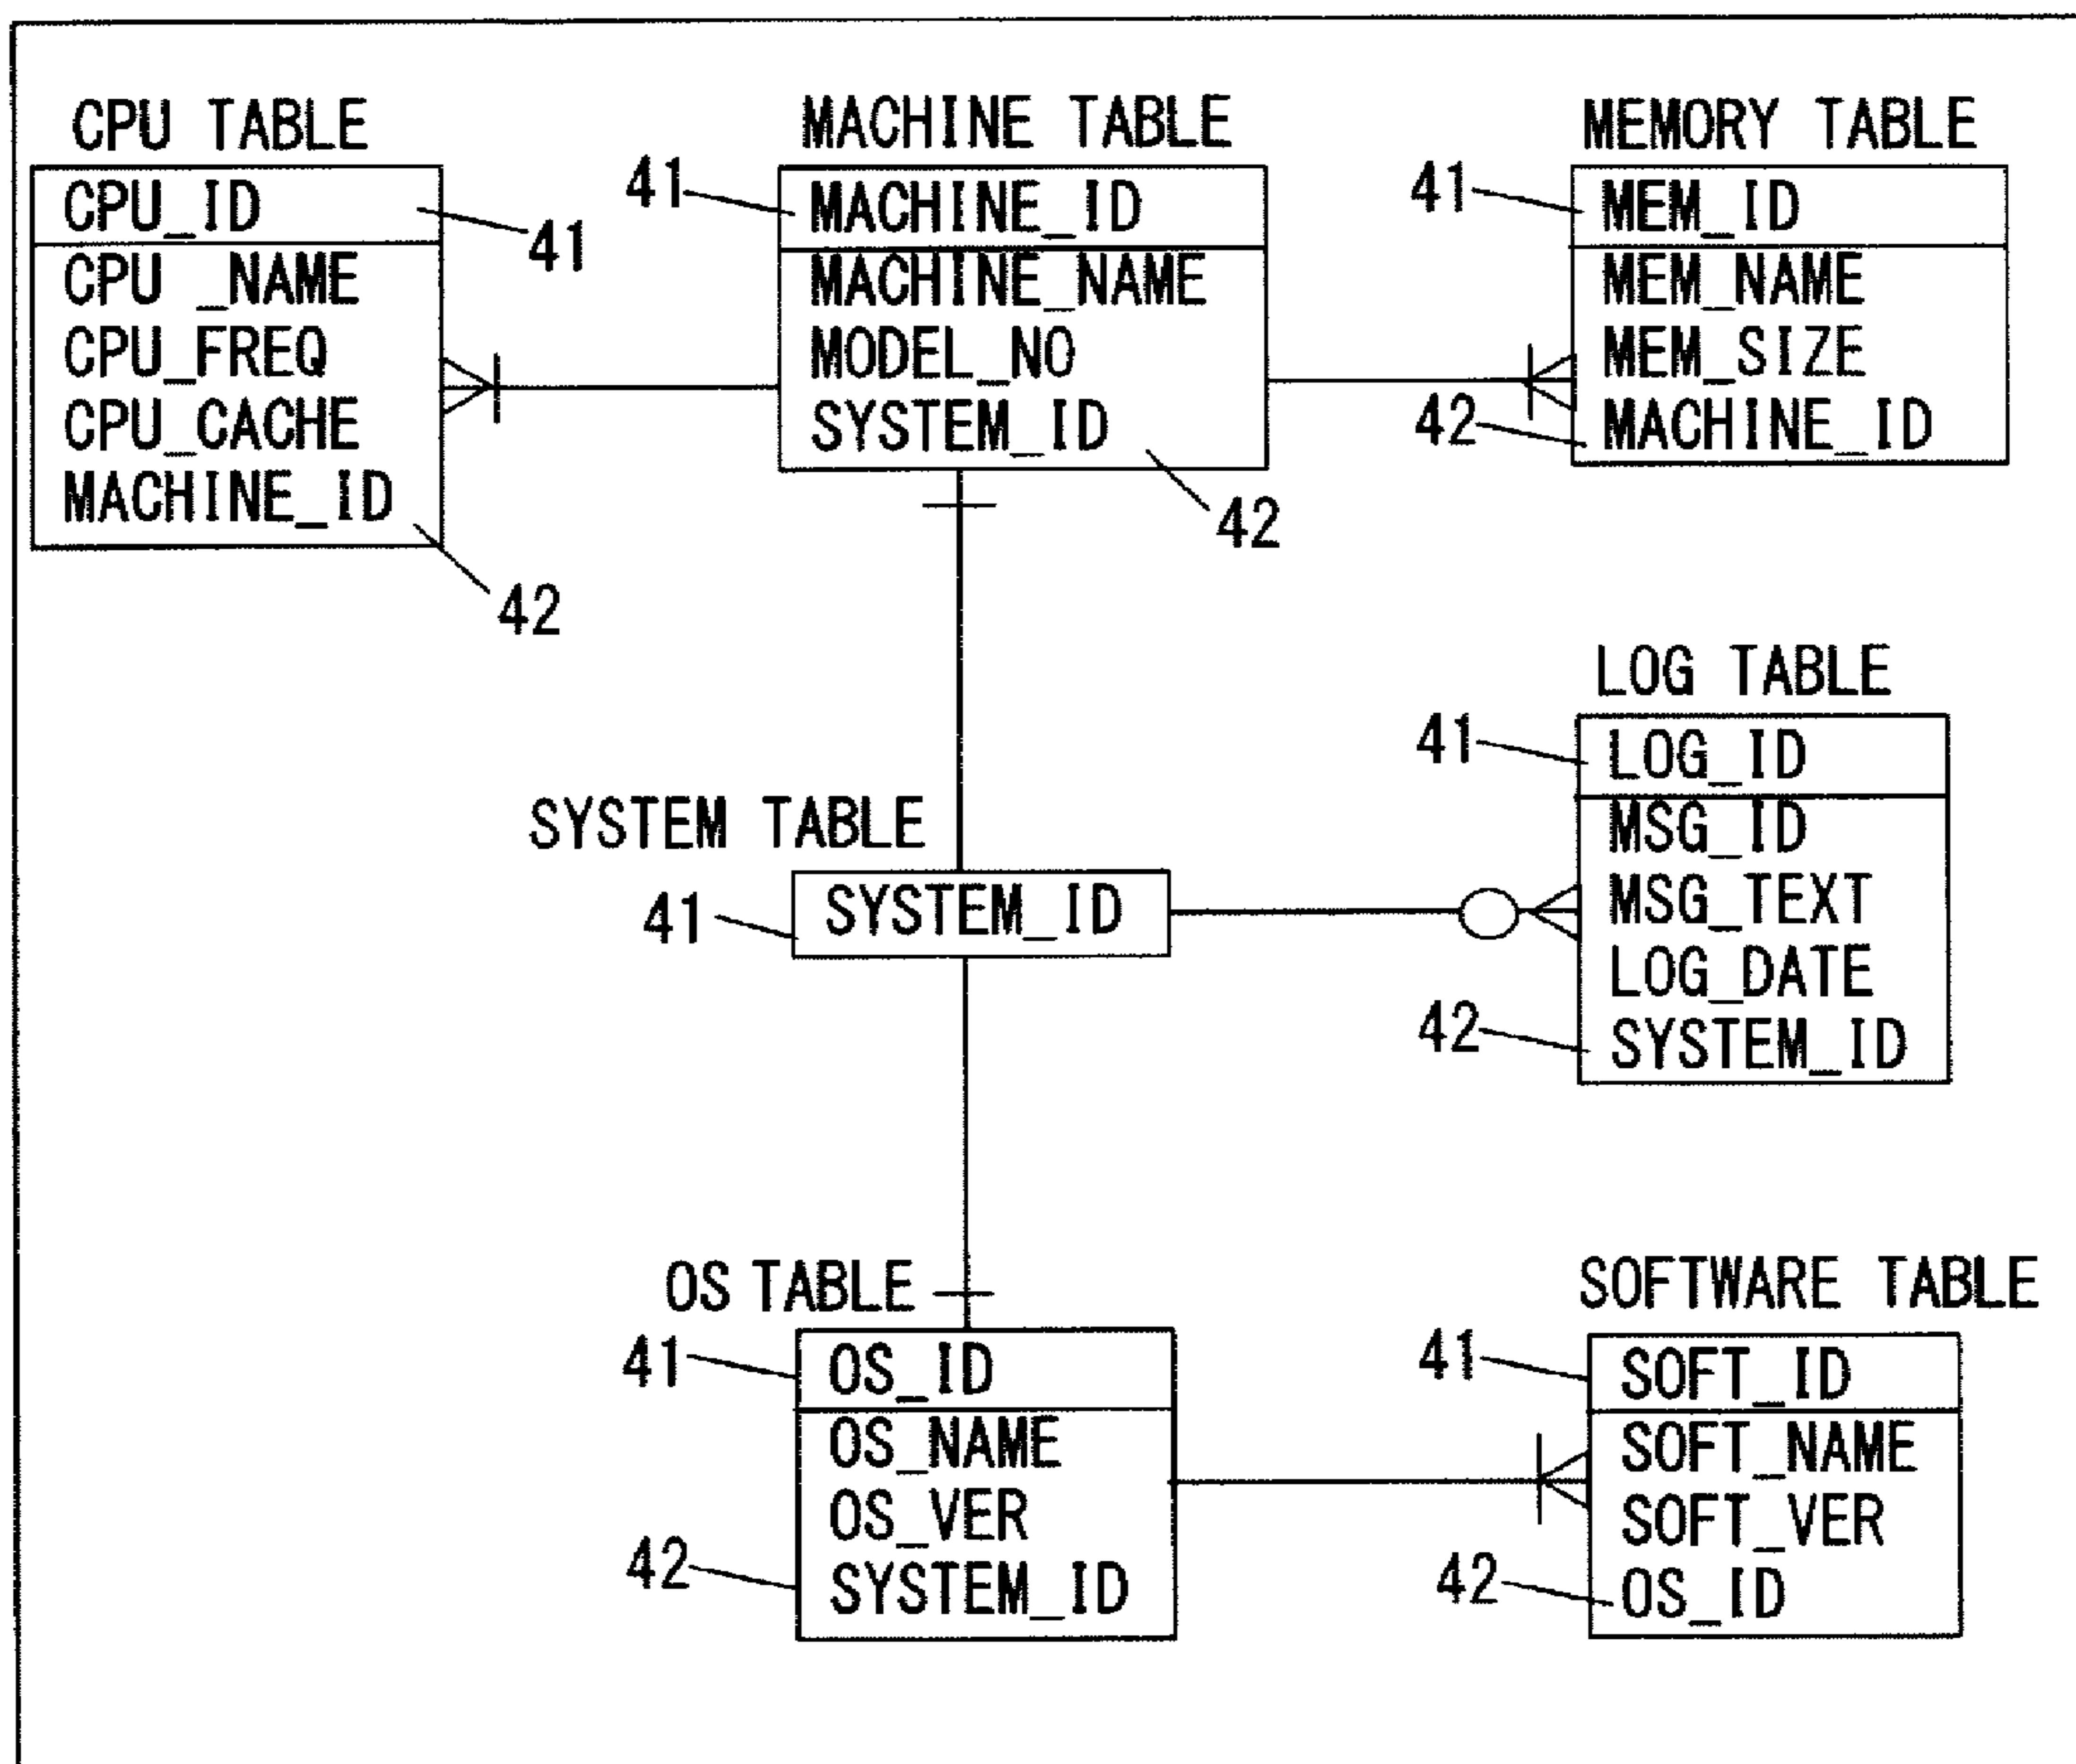 CPU TABLE
CPU_ID
41
CPU _NAME
CPU_FREQ
CPU_CACHE
MACHINE_ID
42
MACHINE TABLE
41
MACHINE_ID
MACHINE_NAME
MODEL_NO
SYSTEM_ID
42
MEMORY TABLE
41
MEM_ID
MEM_NAME
MEM_SIZE
42
MACHINE_ID
LOG TABLE
41
LOG_ID
MSG_ID
MSG_TEXT
LOG_DATE
42
SYSTEM_ID
SYSTEM TABLE
41
SYSTEM_ID
OS TABLE
41
OS_ID
OS_NAME
OS_VER
42
SYSTEM_ID
SOFTWARE TABLE
41
SOFT_ID
SOFT_NAME
SOFT_VER
42
OS_ID